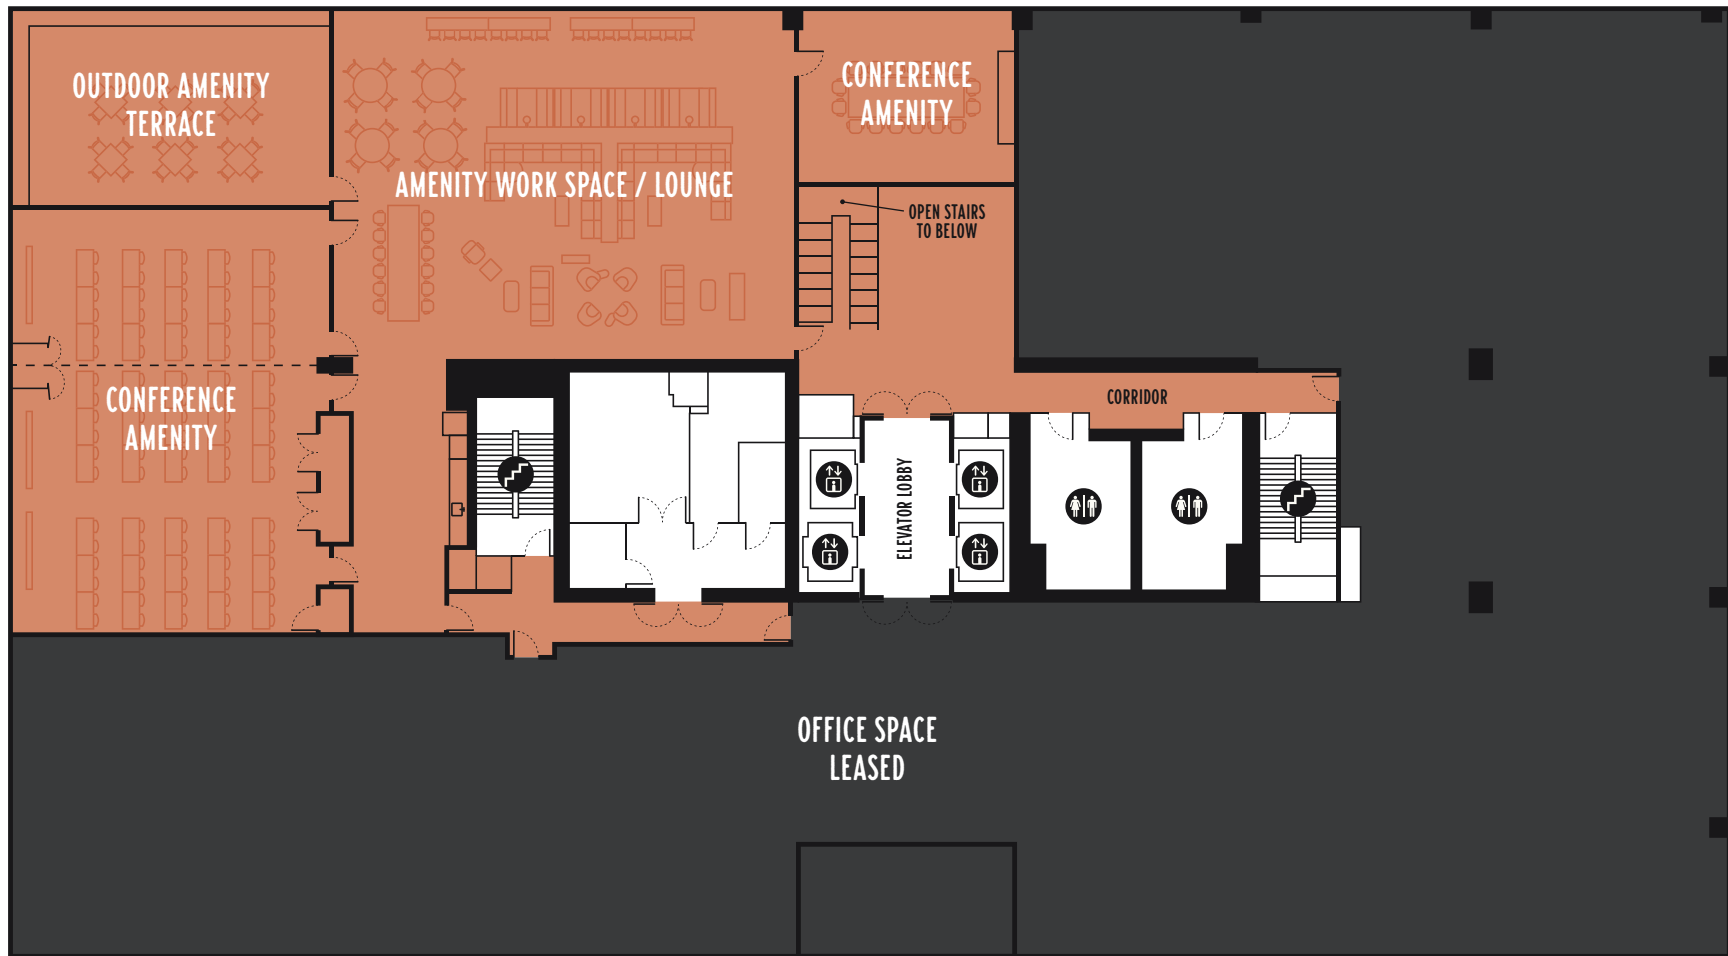 OUTDOOR AMENITY
TERRACE
CONFERENCE
AMENITY
AMENITY WORK SPACE / LOUNGE
OPEN STAIRS
TO BELOW
CONFERENCE
AMENITY
CORRIDOR
ELEVATOR LOBBY
OFFICE SPACE
LEASED